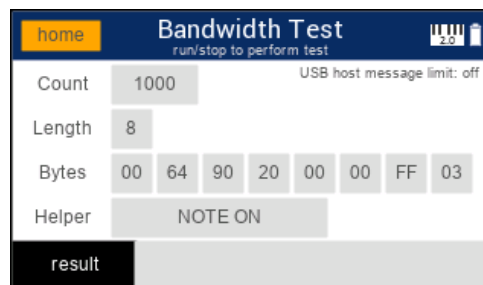 home
Bandwidth Test
run/stop to perform test
2.0
USB host message limit: off
Count 1000
Length 8
Bytes 00 64 90 20 00 00 FF 03
Helper NOTE ON
result